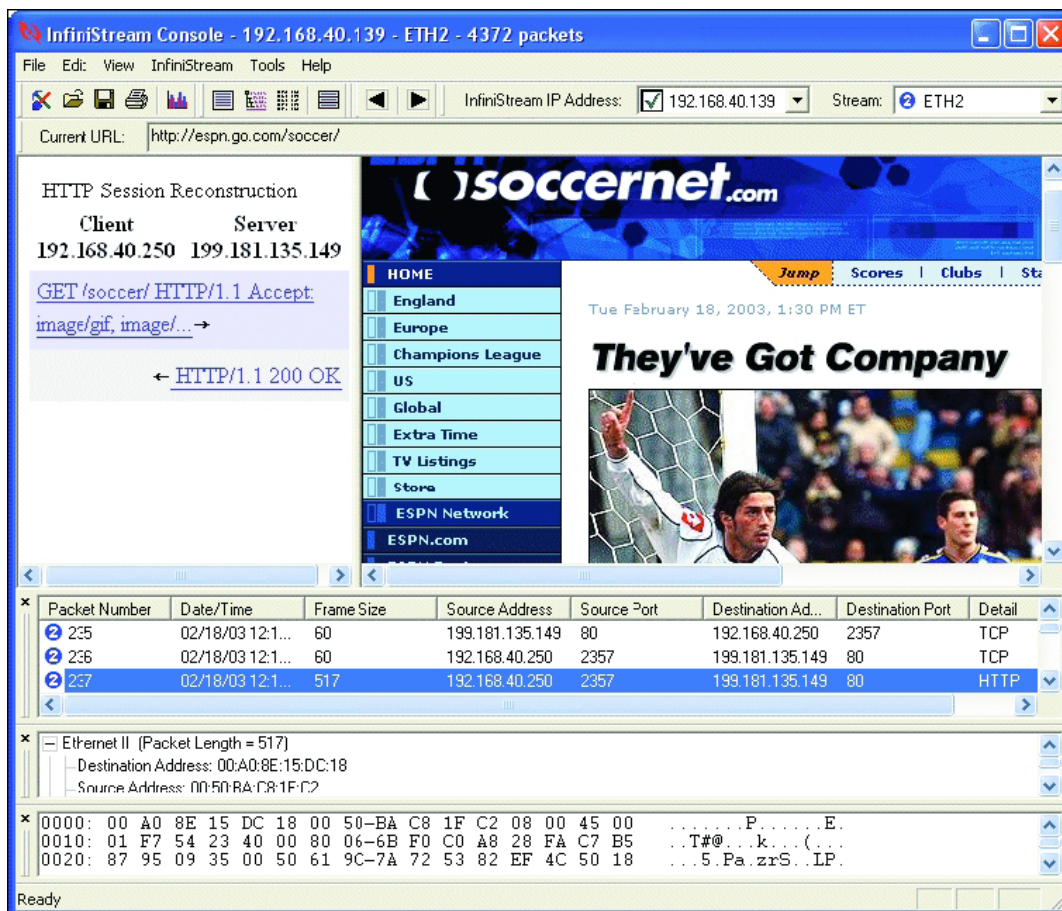 InfiniStream Console - 192.168.40.139 - ETH2 - 4372 packets
File Edit View InfiniStream Tools Help
InfiniStream IP Address: 192.168.40.139 Stream: 2 ETH2
Current URL: http://espn.go.com/soccer/
HTTP Session Reconstruction
Client Server
192.168.40.250 199.181.135.149
GET /soccer/ HTTP/1.1 Accept:
image/gif, image/...→
← HTTP/1.1 200 OK
( )soccernet.com
HOME
England
Europe
Champions League
US
Global
Extra Time
TV Listings
Store
ESPN Network
ESPN.com
Jump Scores | Clubs | Sta
Tue February 18, 2003, 1:30 PM ET
They've Got Company
Packet Number Date/Time Frame Size Source Address Source Port Destination Ad... Destination Port Detail
2 235 02/18/03 12:1... 60 199.181.135.149 80 192.168.40.250 2357 TCP
2 236 02/18/03 12:1... 60 192.168.40.250 2357 199.181.135.149 80 TCP
2 237 02/18/03 12:1... 517 192.168.40.250 2357 199.181.135.149 80 HTTP
Ethernet II (Packet Length = 517)
Destination Address: 00:A0:8E:15:DC:18
Source Address: 00:50:BA:C8:1F:C2
0000: 00 A0 8E 15 DC 18 00 50-BA C8 1F C2 08 00 45 00 .......P......E.
0010: 01 F7 54 23 40 00 80 06-6B F0 C0 A8 28 FA C7 B5 ..T#@...k...(...
0020: 87 95 09 35 00 50 61 9C-7A 72 53 82 EF 4C 50 18 ...5.Pa.zrS..LP.
Ready